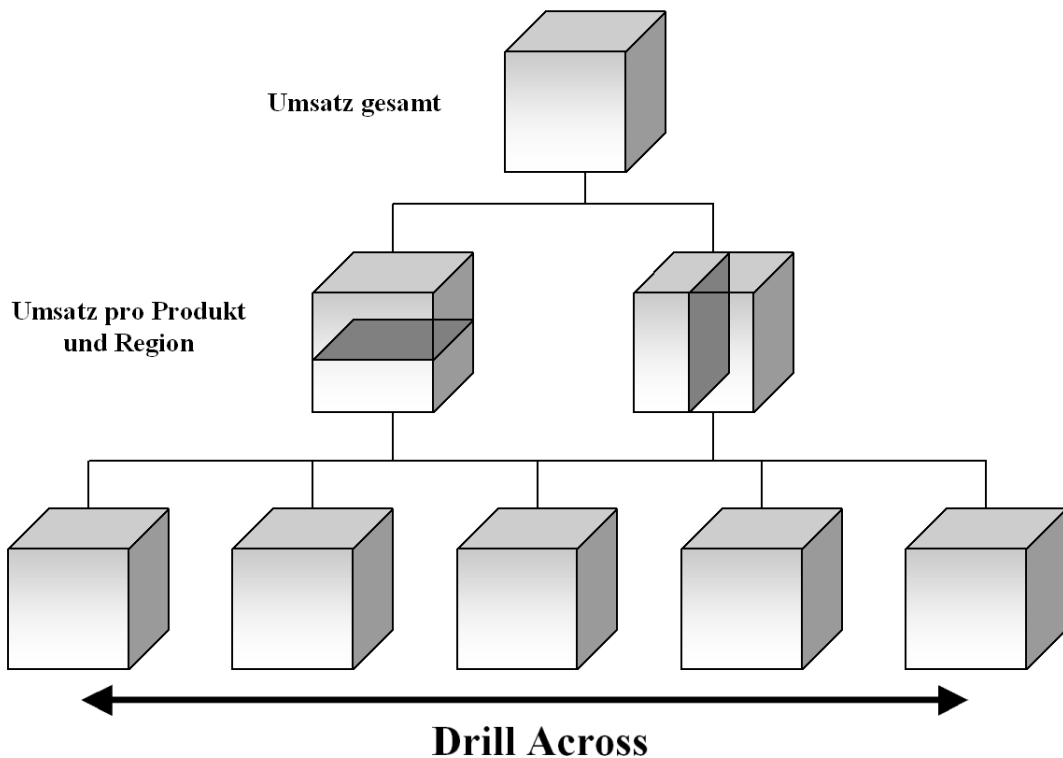 Umsatz gesamt
Umsatz pro Produkt
und Region
Drill Across